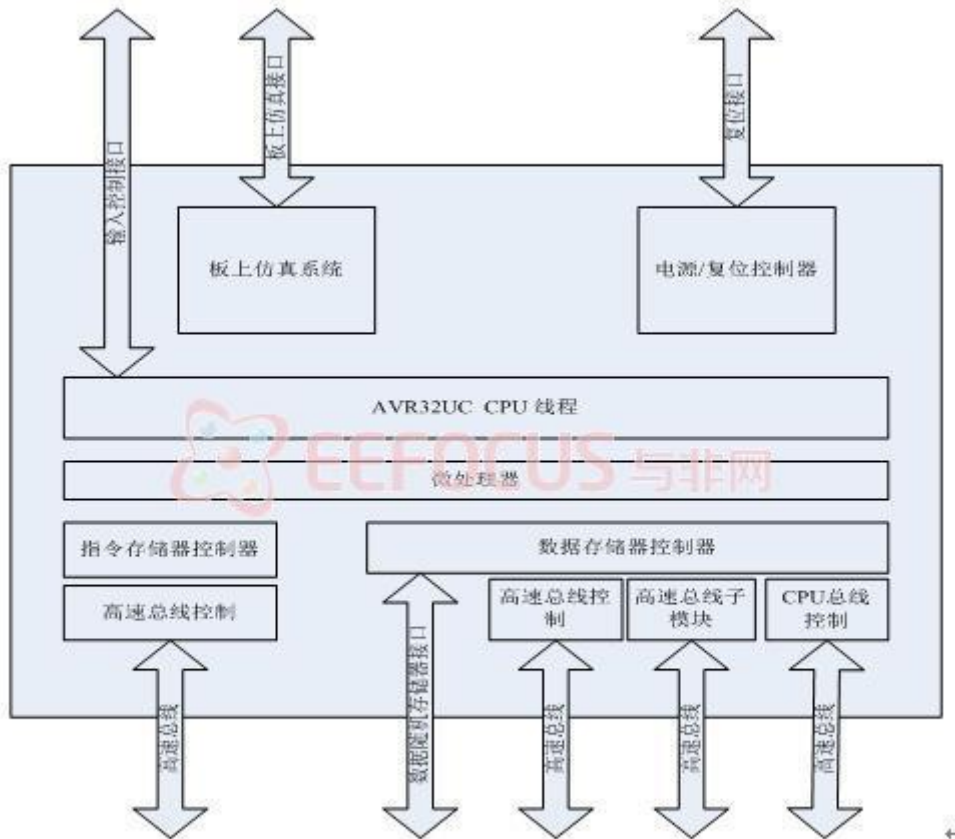 输入控制接口
板上仿真接口
复位接口
板上仿真系统
电源/复位控制器
AVR32UC CPU 线程
EEFOCUS 与非网
微处理器
指令存储器控制器
数据存储器控制器
高速总线控制
高速总线控
制
高速总线子
模块
CPU总线
控制
高速总线
数据随机存储器接口
高速总线
高速总线
高速总线